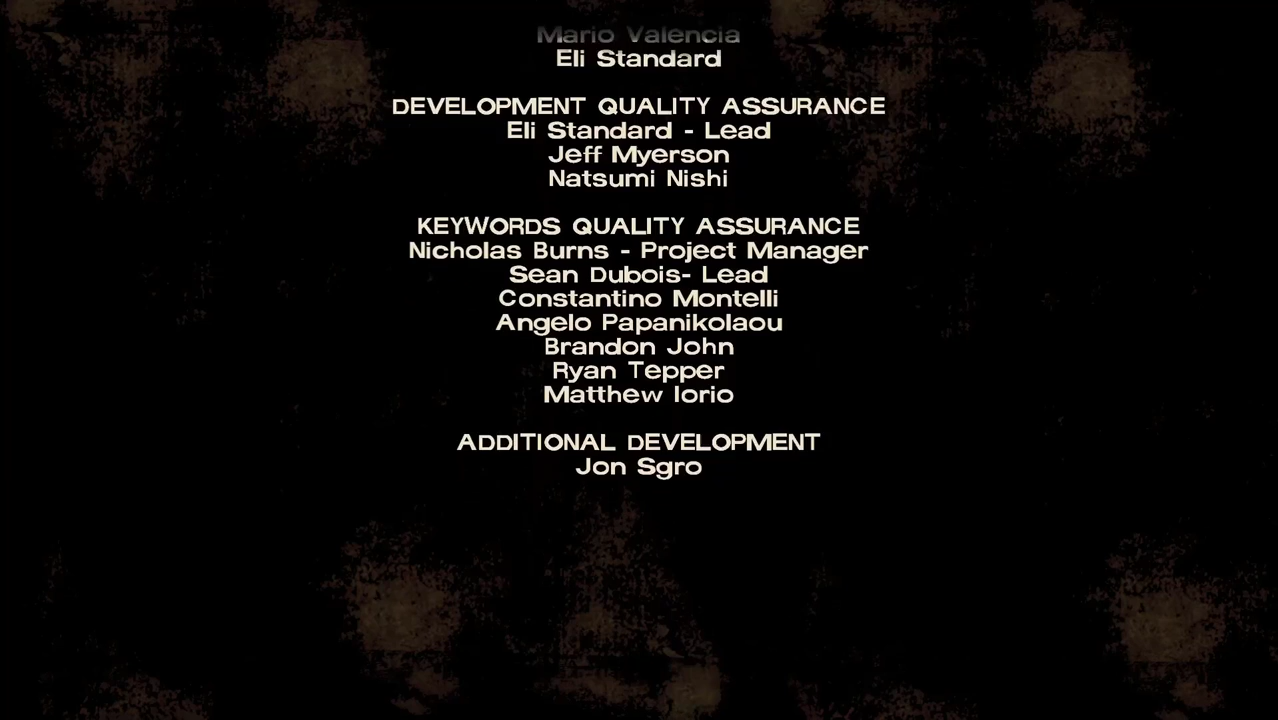 Mario Valencia
Eli Standard
DEVELOPMENT QUALITY ASSURANCE
Eli Standard - Lead
Jeff Myerson
Natsumi Nishi
KEYWORDS QUALITY ASSURANCE
Nicholas Burns - Project Manager
Sean Dubois- Lead
Constantino Montelli
Angelo Papanikolaou
Brandon John
Ryan Tepper
Matthew Iorio
ADDITIONAL DEVELOPMENT
Jon Sgro